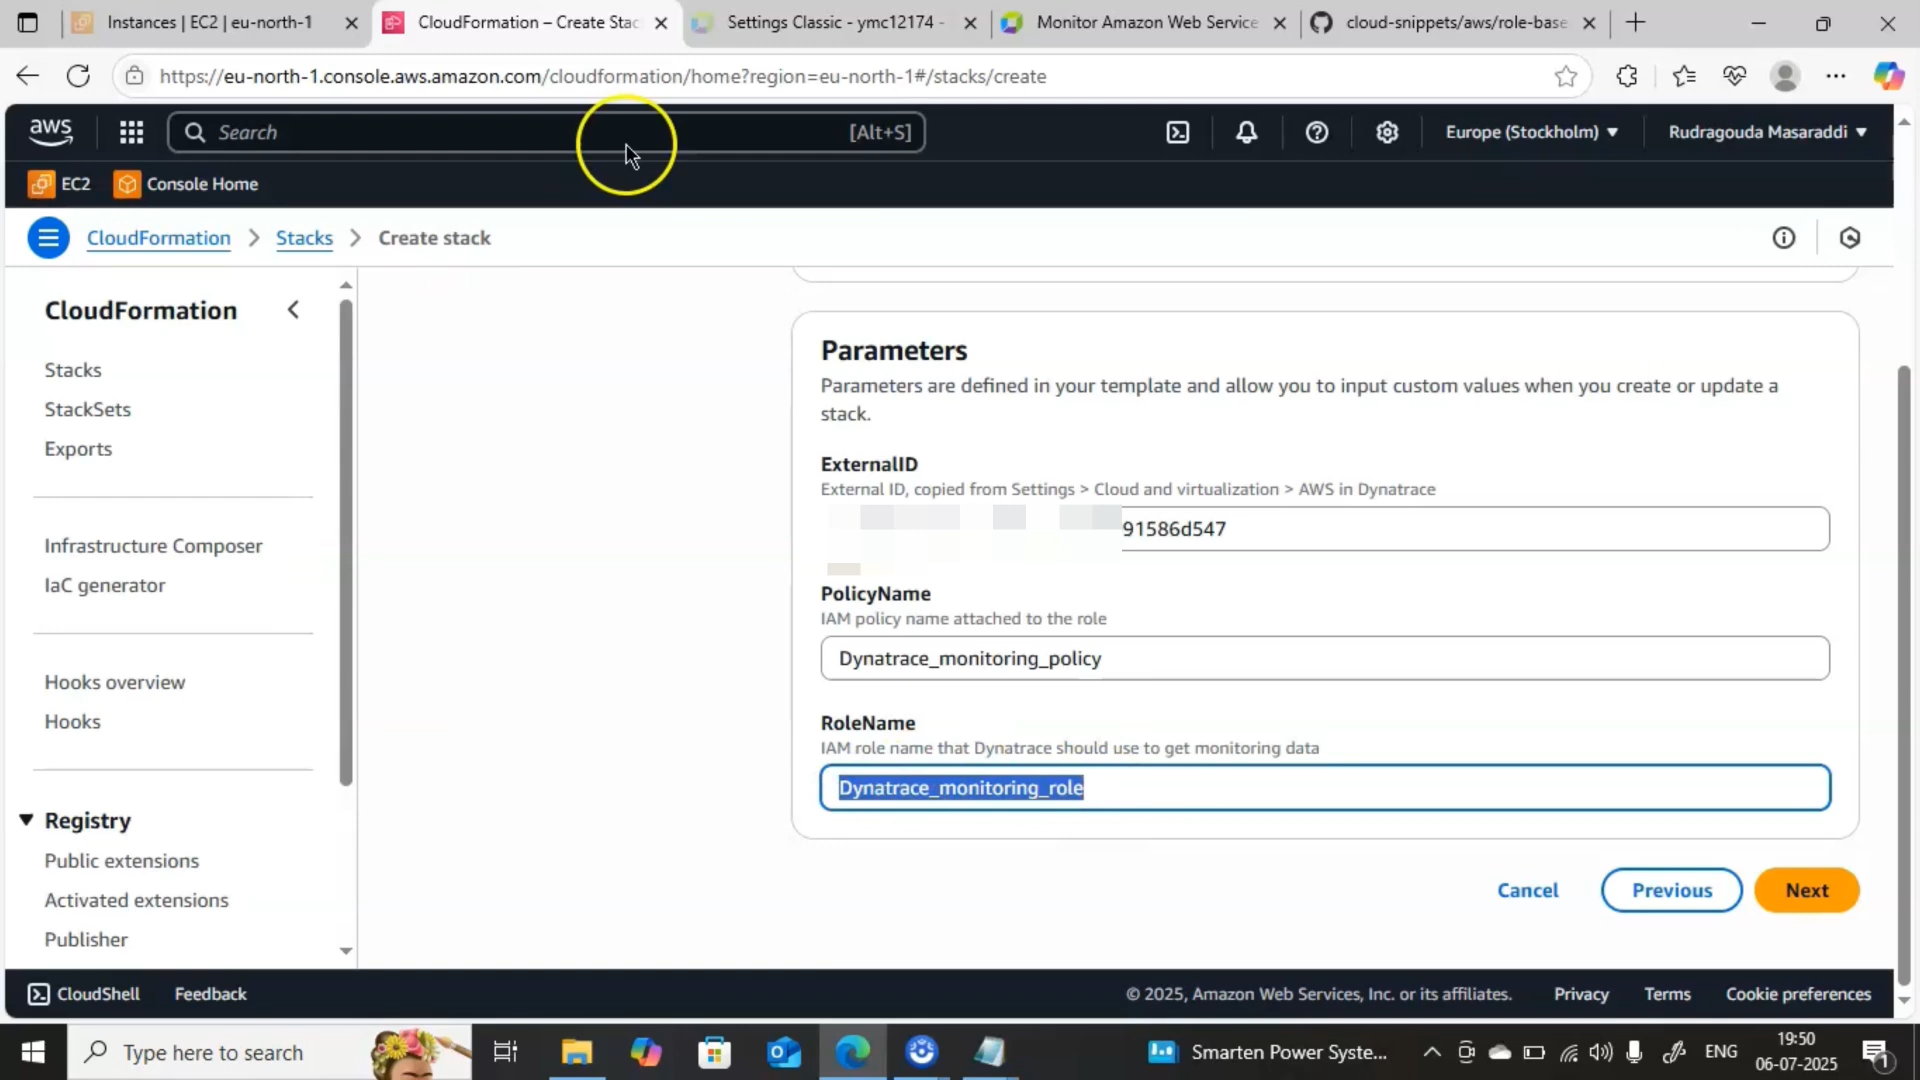 Instances | EC2 | eu-north-1
CloudFormation – Create Stac
Settings Classic - ymc12174 -
Monitor Amazon Web Service
cloud-snippets/aws/role-base
https://eu-north-1.console.aws.amazon.com/cloudformation/home?region=eu-north-1#/stacks/create
aws
Search
[Alt+S]
Europe (Stockholm)
Rudragouda Masaraddi
EC2
Console Home
CloudFormation
Stacks
Create stack
CloudFormation
Stacks
StackSets
Exports
Infrastructure Composer
IaC generator
Hooks overview
Hooks
Registry
Public extensions
Activated extensions
Publisher
Parameters
Parameters are defined in your template and allow you to input custom values when you create or update a
stack.
ExternalID
External ID, copied from Settings > Cloud and virtualization > AWS in Dynatrace
91586d547
PolicyName
IAM policy name attached to the role
Dynatrace_monitoring_policy
RoleName
IAM role name that Dynatrace should use to get monitoring data
Dynatrace_monitoring_role
Cancel
Previous
Next
CloudShell
Feedback
© 2025, Amazon Web Services, Inc. or its affiliates.
Privacy
Terms
Cookie preferences
Type here to search
Smarten Power Syste...
ENG
19:50
06-07-2025
1